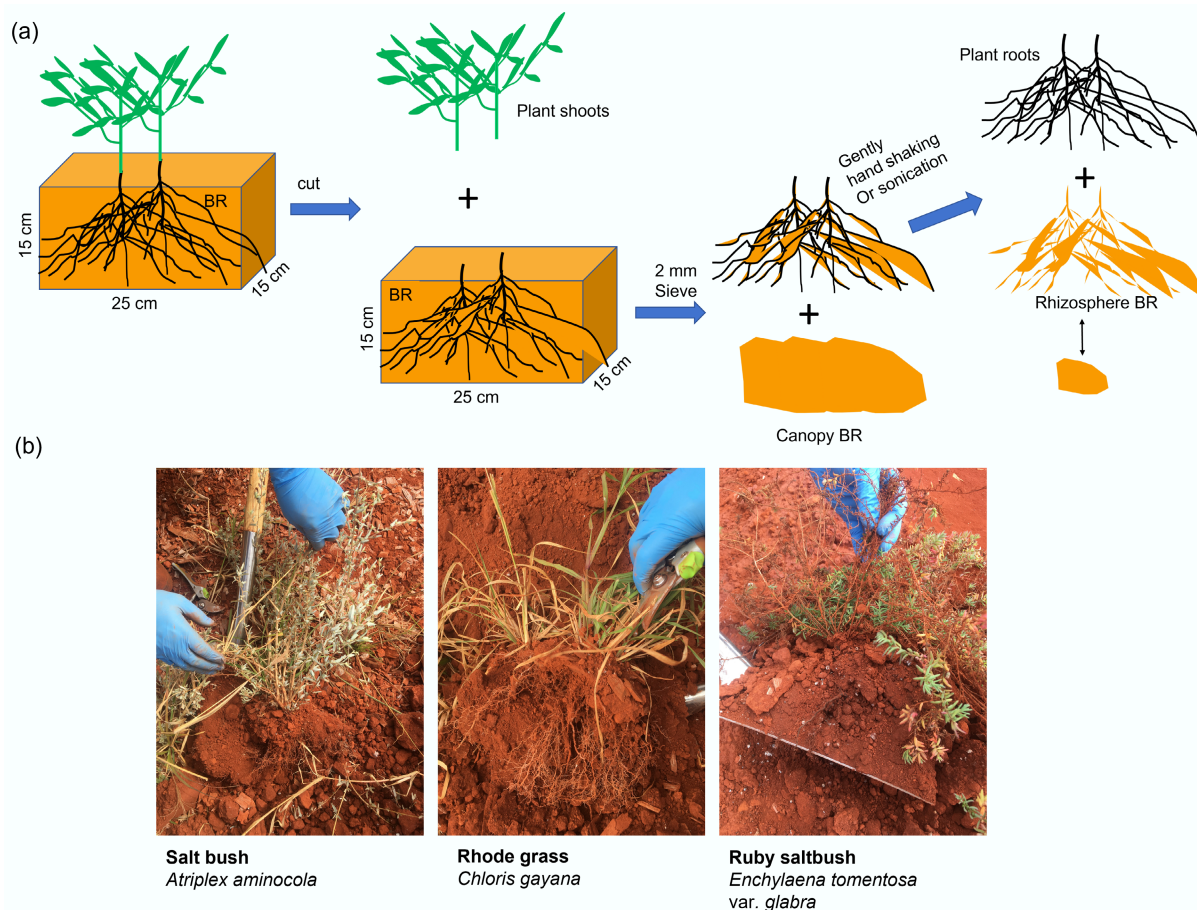 (a)
BR
15 cm
25 cm
15 cm
cut
Plant shoots
+
BR
15 cm
25 cm
15 cm
2 mm
Sieve
+
Canopy BR
Gently
hand shaking
Or sonication
Plant roots
+
Rhizosphere BR
(b)
Salt bush
Atriplex aminocola
Rhode grass
Chloris gayana
Ruby saltbush
Enchylaena tomentosa
var. glabra